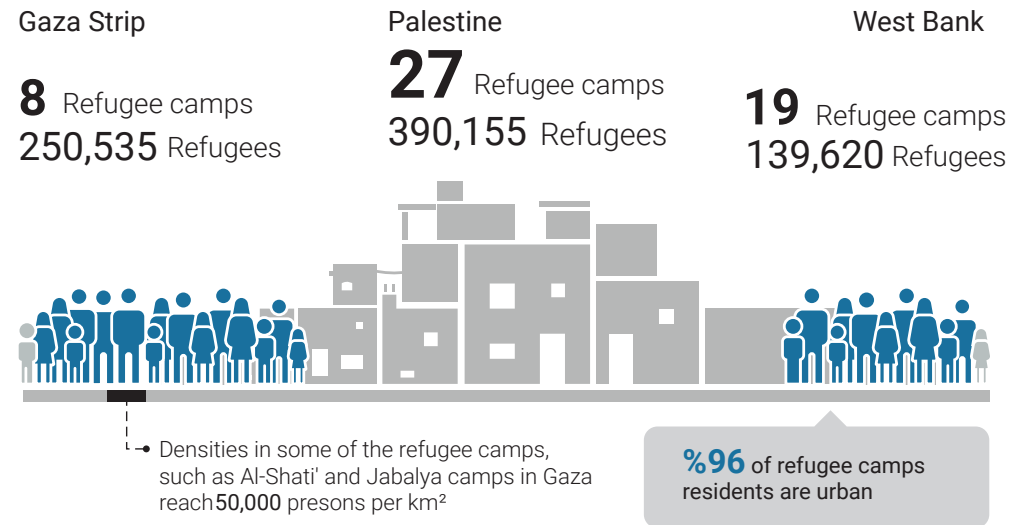 Gaza Strip
8 Refugee camps
250,535 Refugees
Palestine
27 Refugee camps
390,155 Refugees
West Bank
19 Refugee camps
139,620 Refugees
Densities in some of the refugee camps,
such as Al-Shati' and Jabalya camps in Gaza
reach50,000 presons per km²
%96 of refugee camps
residents are urban